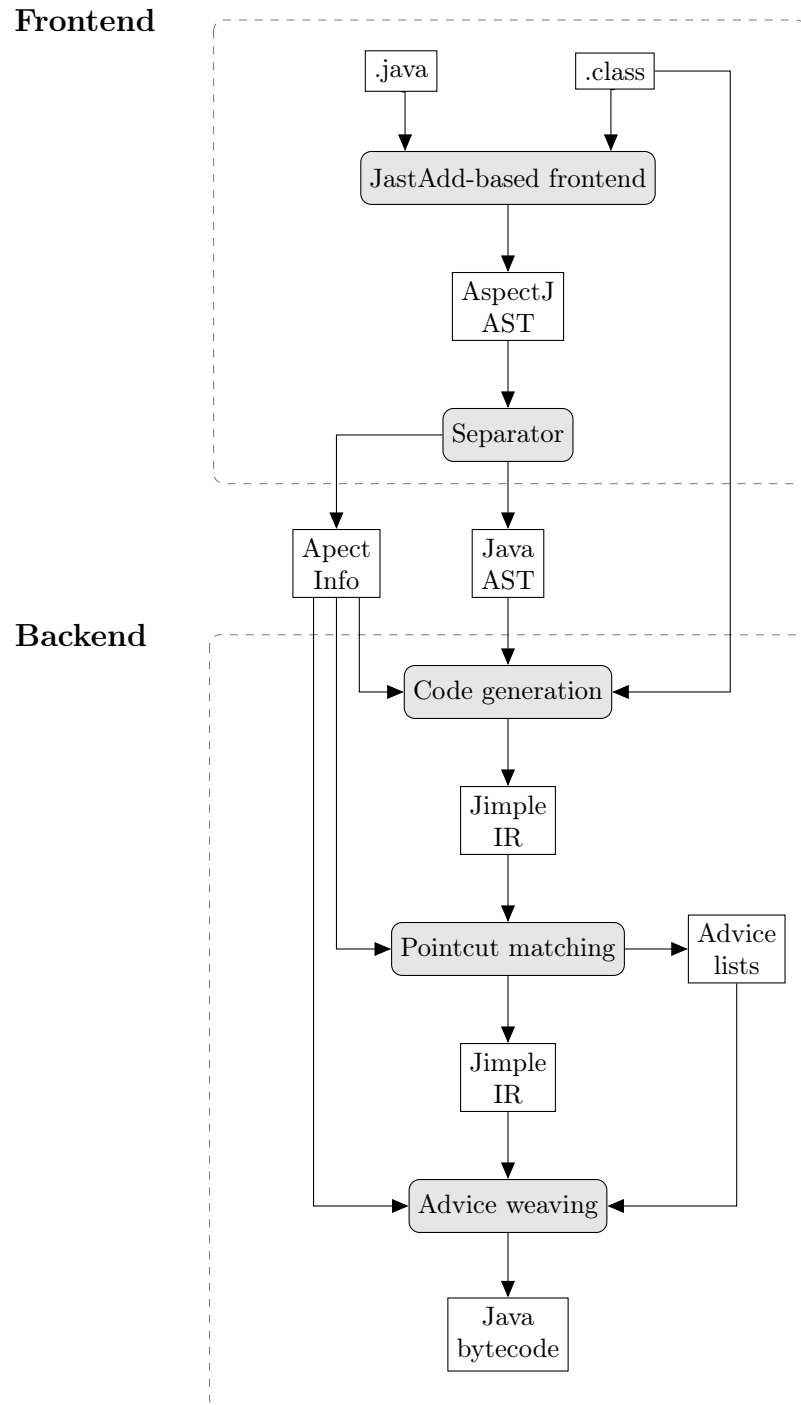 Frontend
.java
.class
JastAdd-based frontend
AspectJ
AST
Separator
Apect
Info
Java
AST
Backend
Code generation
Jimple
IR
Pointcut matching
Advice
lists
Jimple
IR
Advice weaving
Java
bytecode